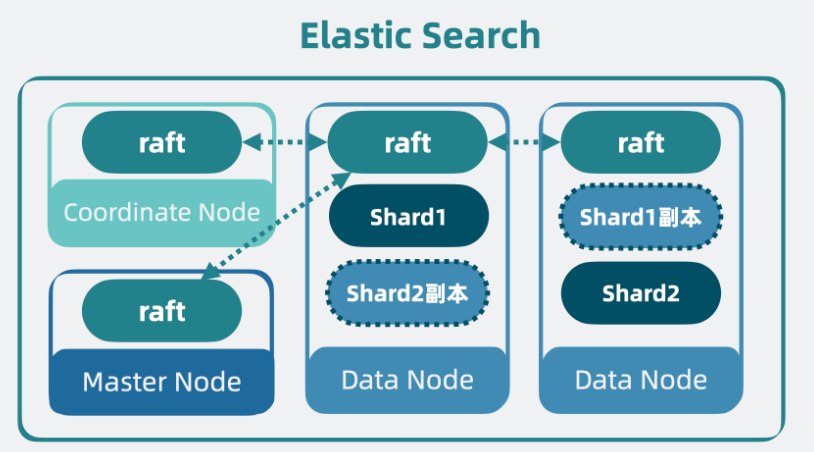 Elastic Search
raft
Coordinate Node
raft
Master Node
raft
Shard1
Shard2副本
Data Node
raft
Shard1副本
Shard2
Data Node